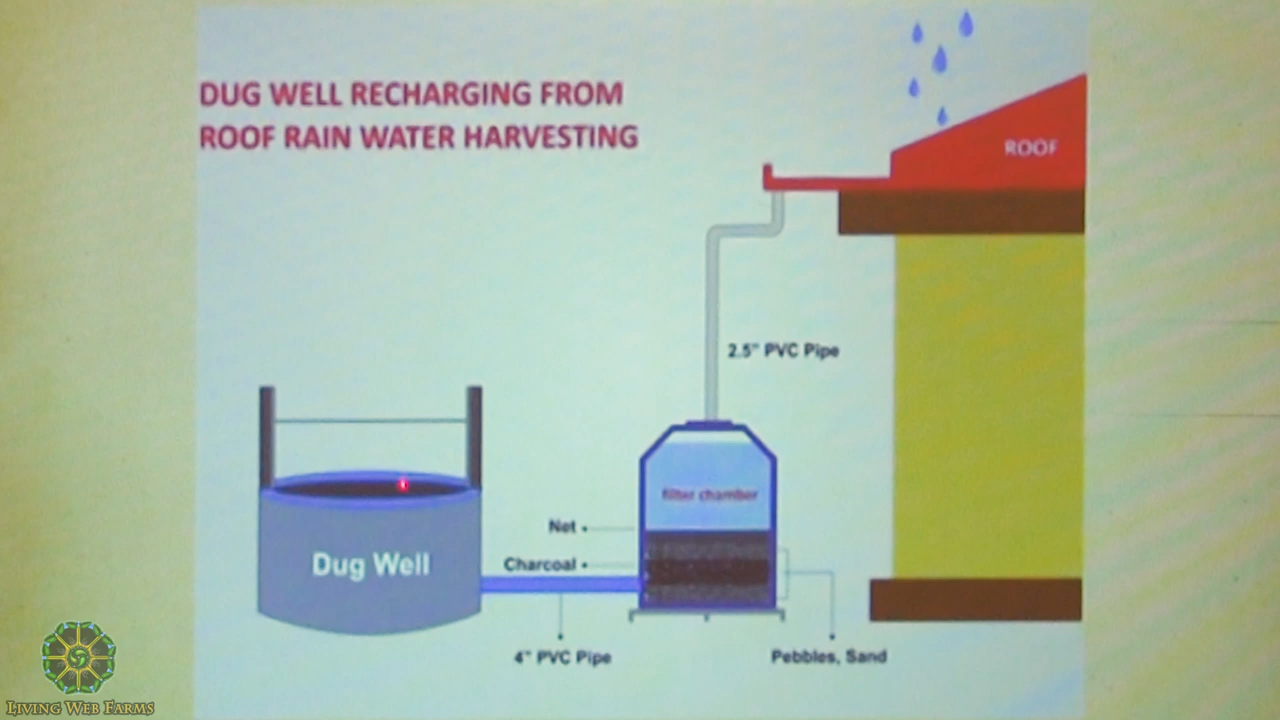 DUG WELL RECHARGING FROM
ROOF RAIN WATER HARVESTING
ROOF
2.5" PVC Pipe
filter chamber
Net
Charcoal
Dug Well
4" PVC Pipe
Pebbles, Sand
LIVING WEB FARMS